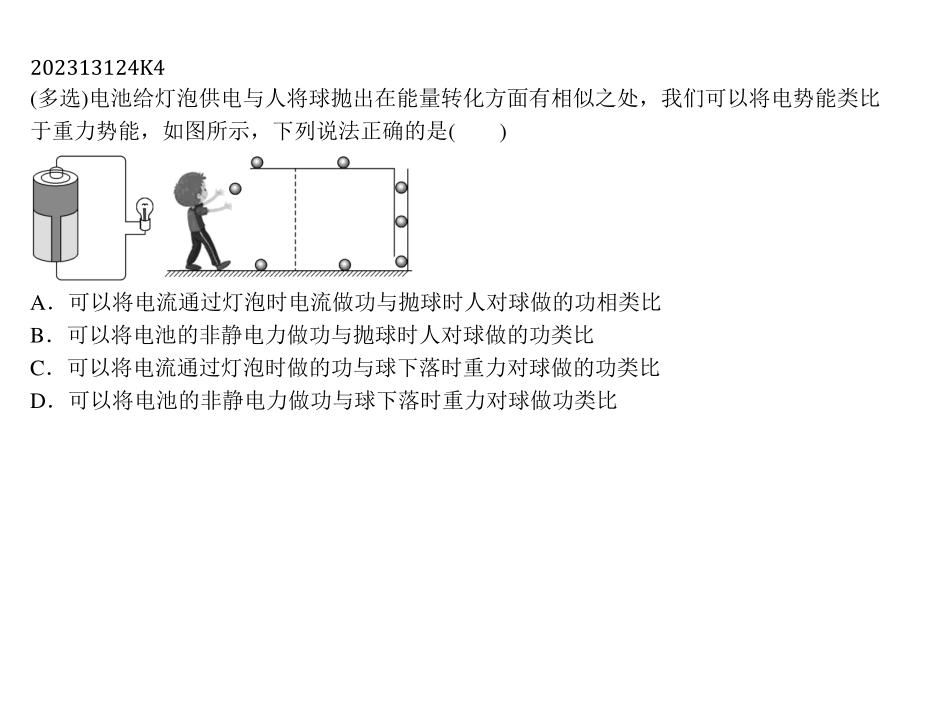 202313124K4
(多选)电池给灯泡供电与人将球抛出在能量转化方面有相似之处，我们可以将电势能类比
于重力势能，如图所示，下列说法正确的是(　　)
A．可以将电流通过灯泡时电流做功与抛球时人对球做的功相类比
B．可以将电池的非静电力做功与抛球时人对球做的功类比
C．可以将电流通过灯泡时做的功与球下落时重力对球做的功类比
D．可以将电池的非静电力做功与球下落时重力对球做功类比